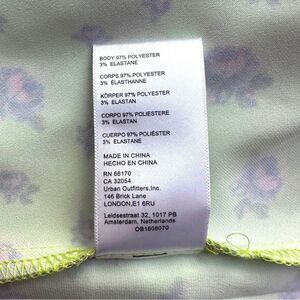 BODY 97% POLYESTER
3% ELASTANE
CORPS 97% POLYESTER
3% ELASTHANNE
KÖRPER 97% POLYESTER
3% ELASTAN
CORPO 97% POLIESTERE
3% ELASTAN
CUERPO 97% POLIÉSTER
3% ELASTANE
MADE IN CHINA
HECHO EN CHINA
RN 66170
CA 32054
Urban Outfitters,Inc.
146 Brick Lane
LONDON,E1 6RU
Leidsestraat 32, 1017 PB
Amsterdam, Netherlands
OB1608070